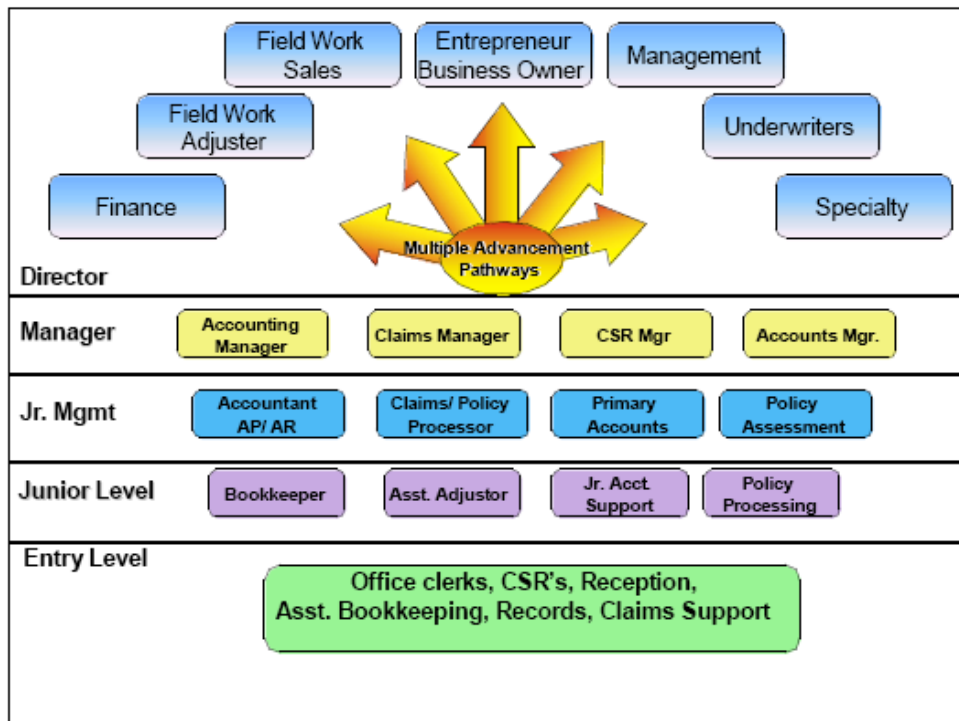 Field Work
Sales
Entrepreneur
Business Owner
Management
Field Work
Adjuster
Underwriters
Finance
Specialty
Multiple Advancement
Pathways
Director
Manager
Accounting
Manager
Claims Manager
CSR Mgr
Accounts Mgr.
Jr. Mgmt
Accountant
AP/ AR
Claims/ Policy
Processor
Primary
Accounts
Policy
Assessment
Junior Level
Bookkeeper
Asst. Adjustor
Jr. Acct.
Support
Policy
Processing
Entry Level
Office clerks, CSR's, Reception,
Asst. Bookkeeping, Records, Claims Support